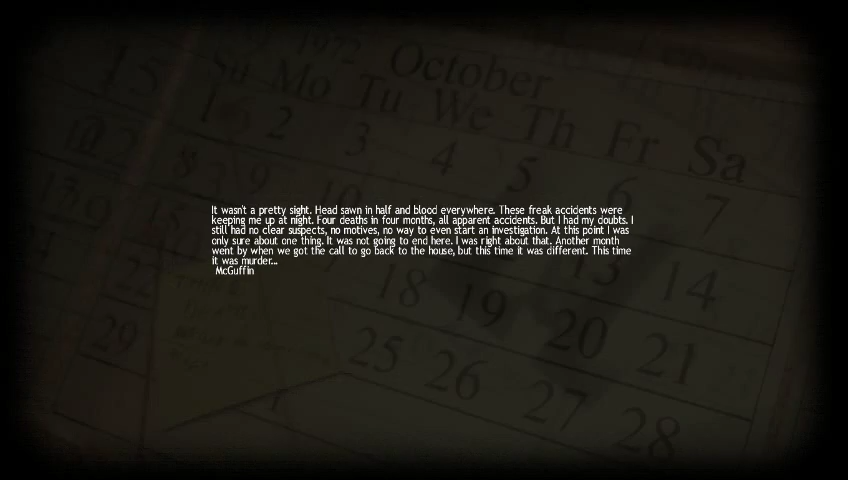 1972
October
Su Mo Tu We Th Fr Sa
1 2 3 4 5 6 7
8 9 10
It wasn't a pretty sight. Head sawn in half and blood everywhere. These freak accidents were
keeping me up at night. Four deaths in four months, all apparent accidents. But I had my doubts. I
still had no clear suspects, no motives, no way to even start an investigation. At this point I was
only sure about one thing. It was not going to end here. I was right about that. Another month
went by when we got the call to go back to the house, but this time it was different. This time
it was murder...
McGuffin
13 14
15
18 19 20 21
22
25 26 27 28
29